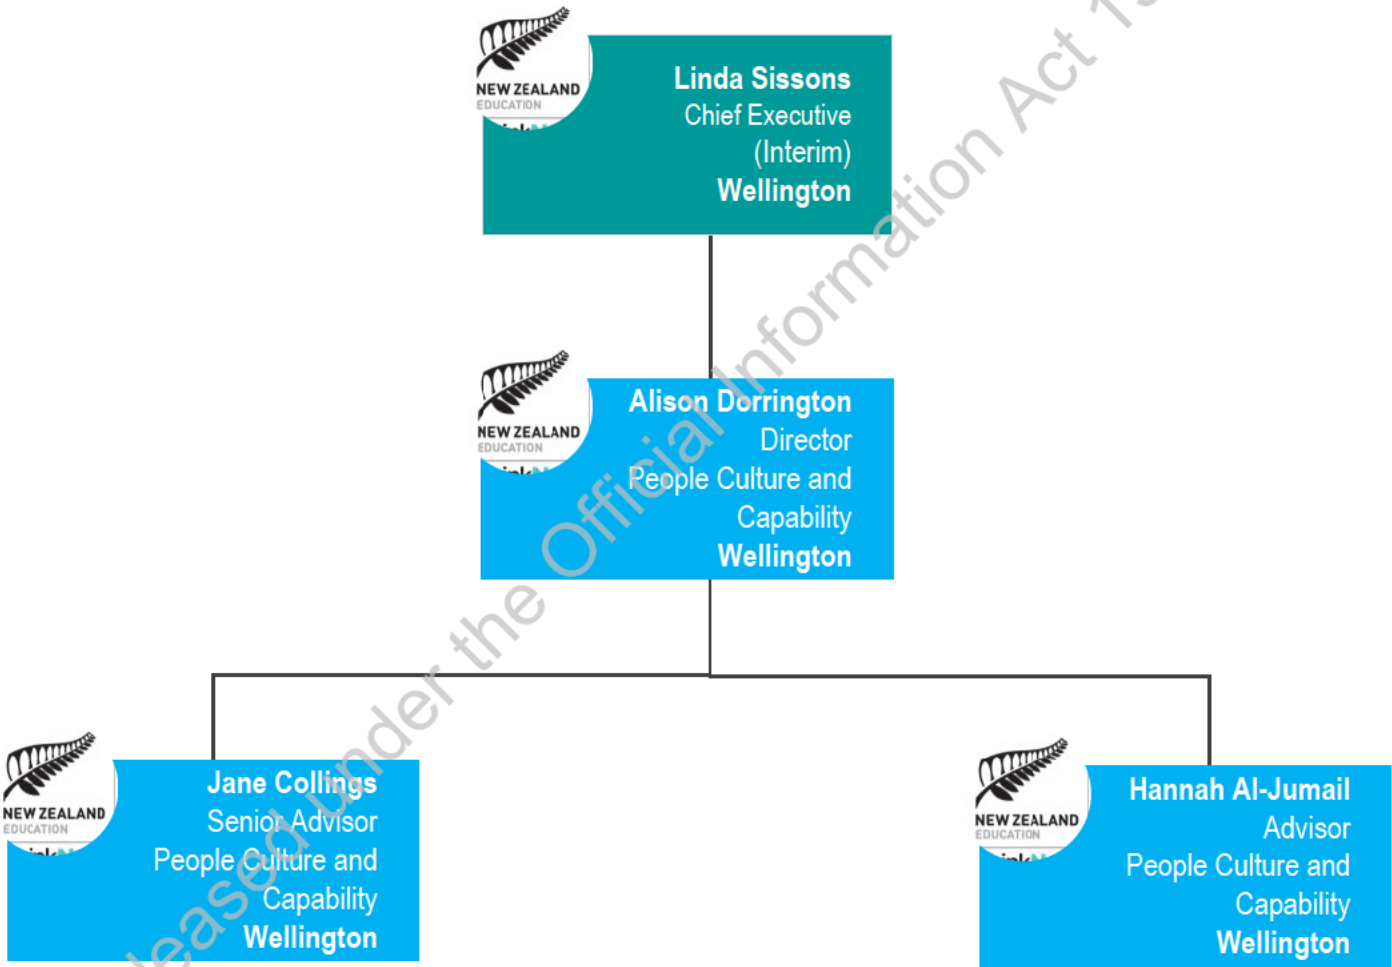 NEW ZEALAND
EDUCATION
Linda Sissons
Chief Executive
(Interim)
Wellington
NEW ZEALAND
EDUCATION
Alison Dorrington
Director
People Culture and
Capability
Wellington
NEW ZEALAND
EDUCATION
Jane Collings
Senior Advisor
People Culture and
Capability
Wellington
NEW ZEALAND
EDUCATION
Hannah Al-Jumail
Advisor
People Culture and
Capability
Wellington
under the Official Information Act